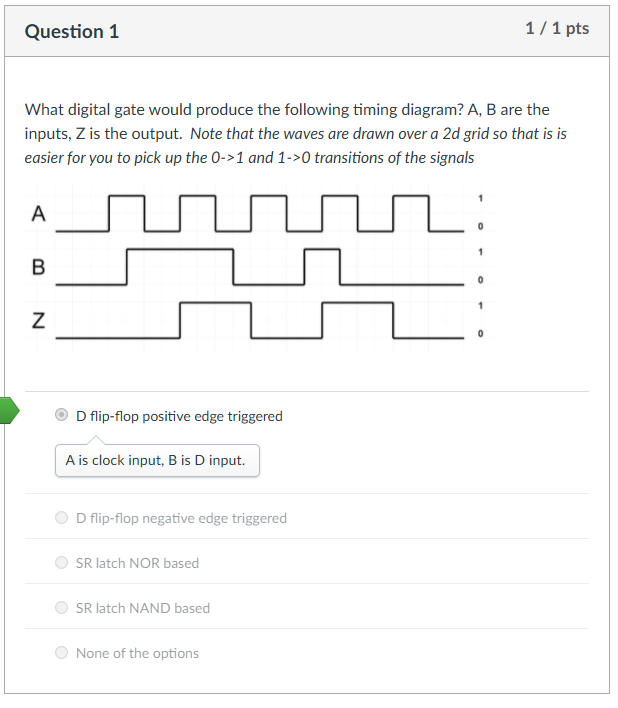 Question 1
1 / 1 pts
What digital gate would produce the following timing diagram? A, B are the
inputs, Z is the output. Note that the waves are drawn over a 2d grid so that is is
easier for you to pick up the 0->1 and 1->0 transitions of the signals
A
1
0
B
1
0
Z
1
0
D flip-flop positive edge triggered
A is clock input, B is D input.
D flip-flop negative edge triggered
SR latch NOR based
SR latch NAND based
None of the options